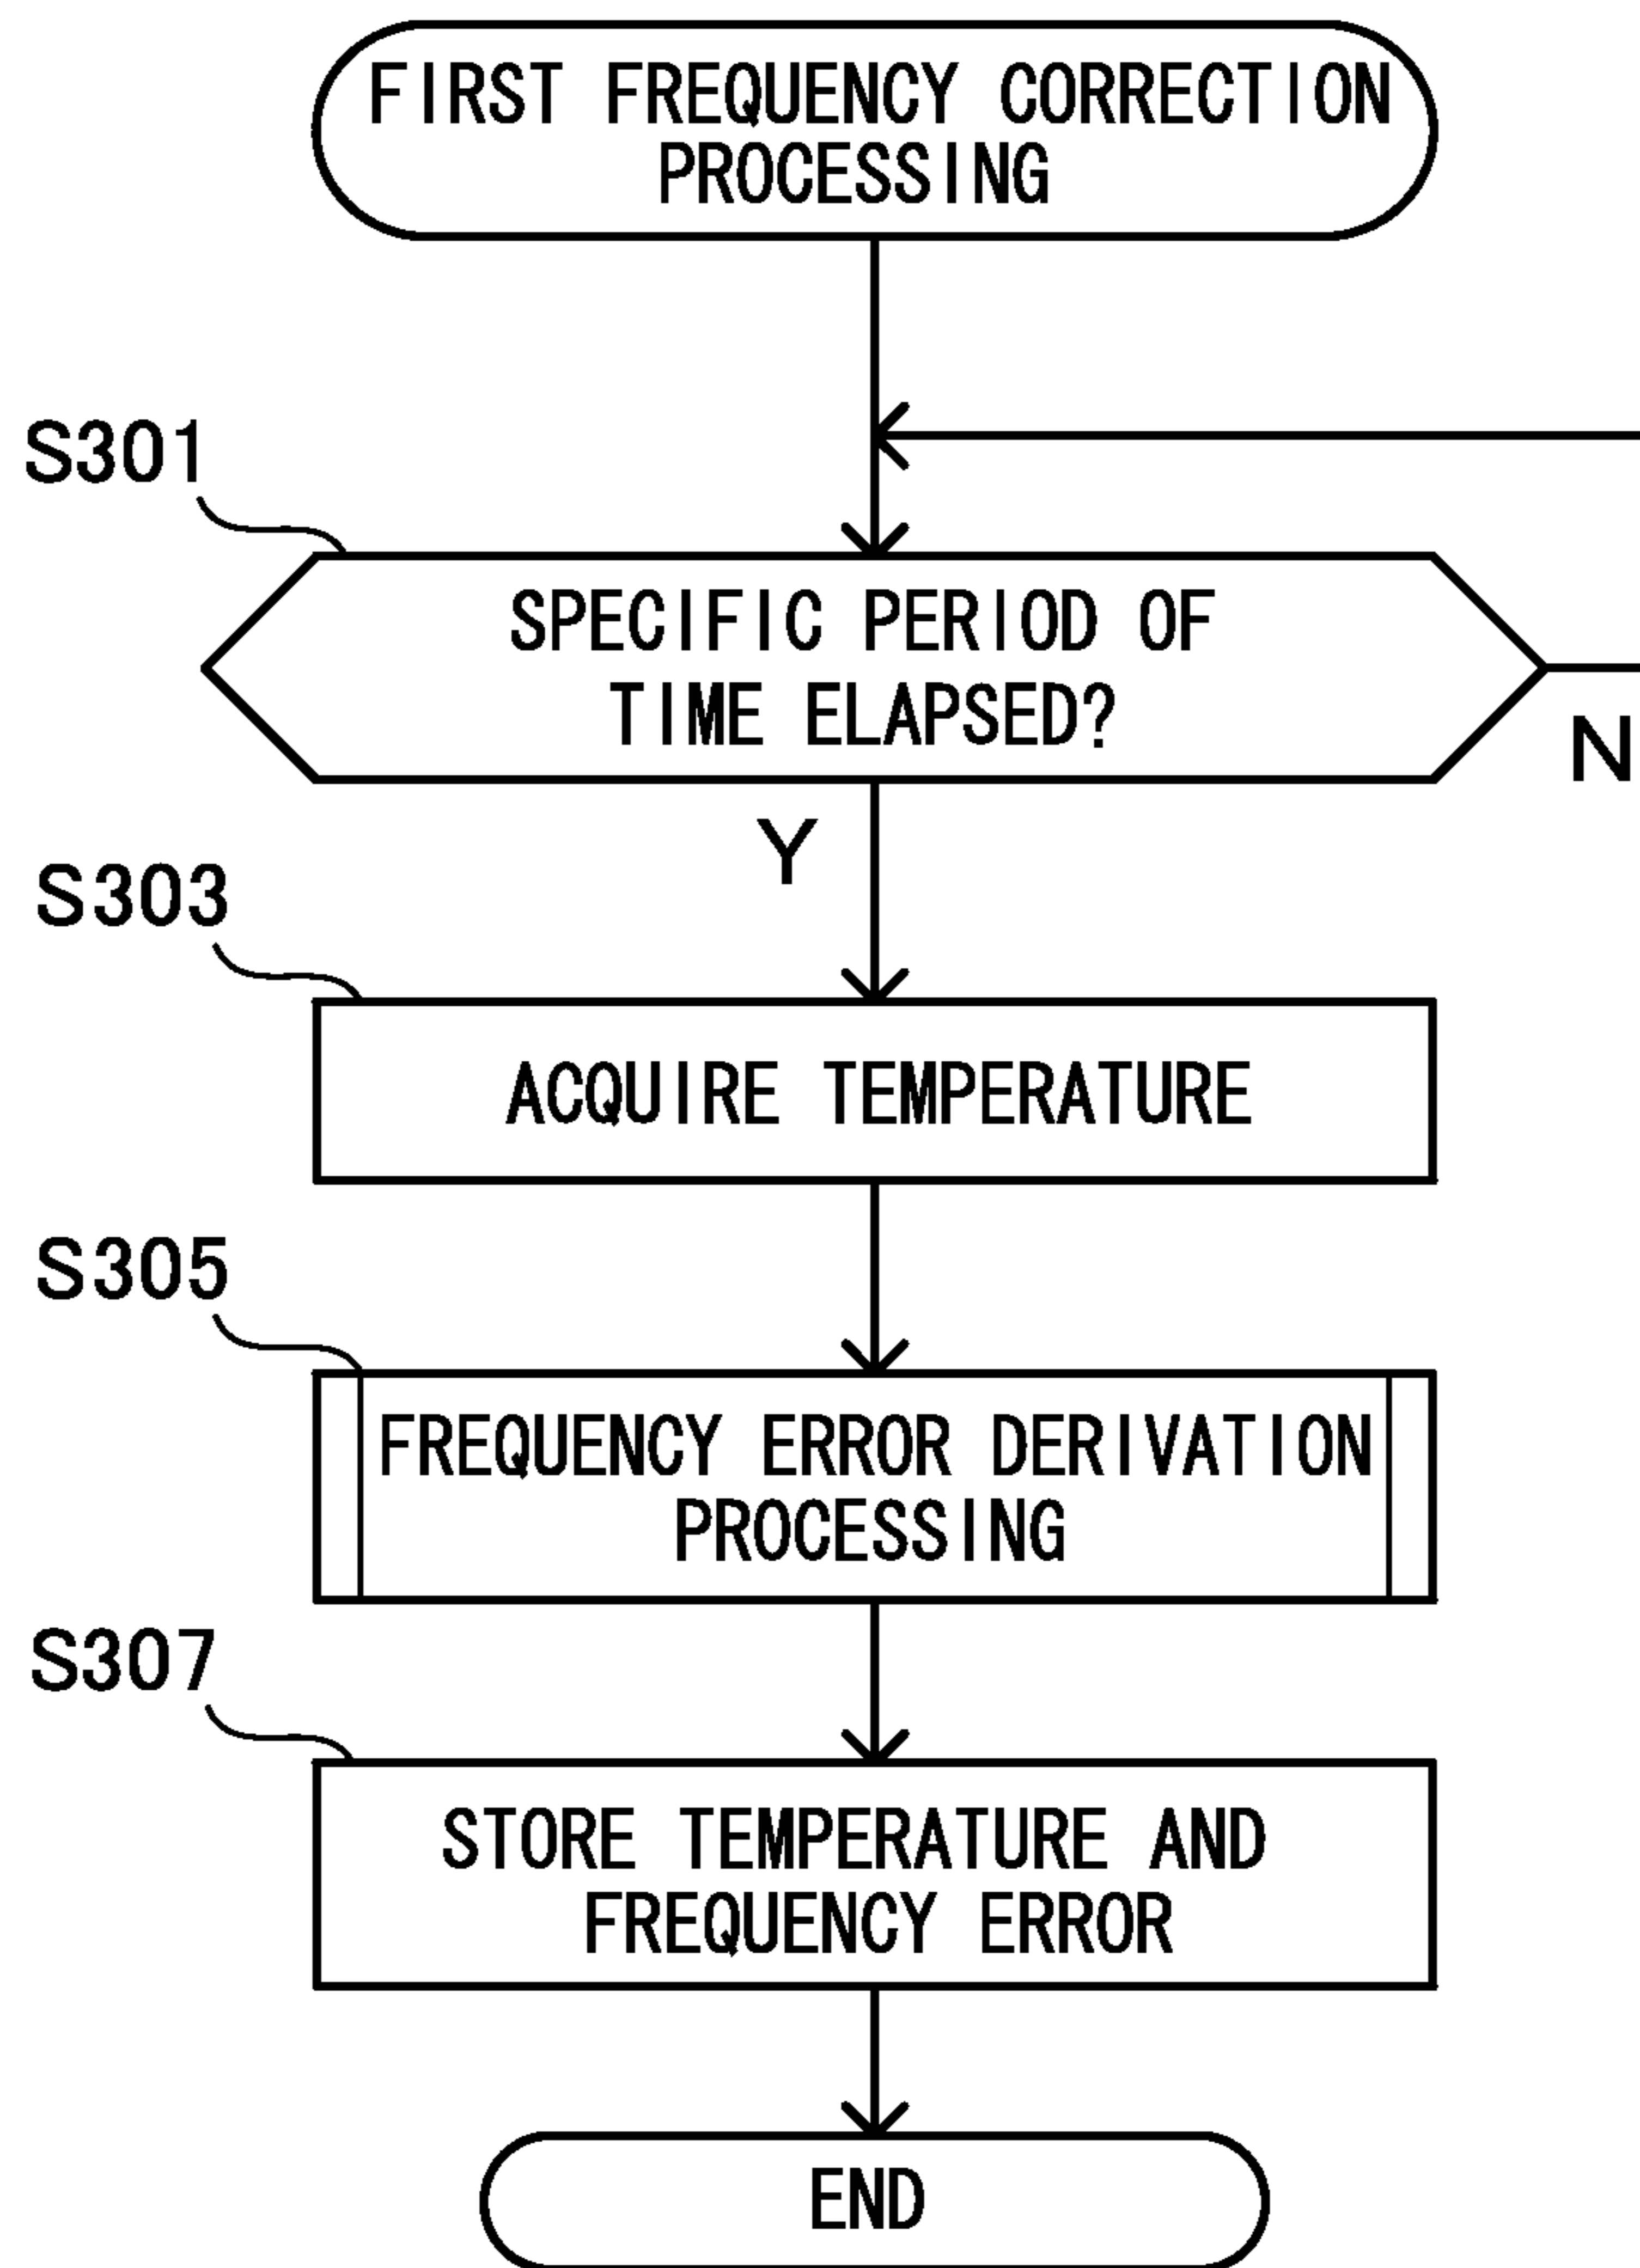 FIRST FREQUENCY CORRECTION
PROCESSING
S301
SPECIFIC PERIOD OF
TIME ELAPSED?
N
Y
S303
ACQUIRE TEMPERATURE
S305
FREQUENCY ERROR DERIVATION
PROCESSING
S307
STORE TEMPERATURE AND
FREQUENCY ERROR
END